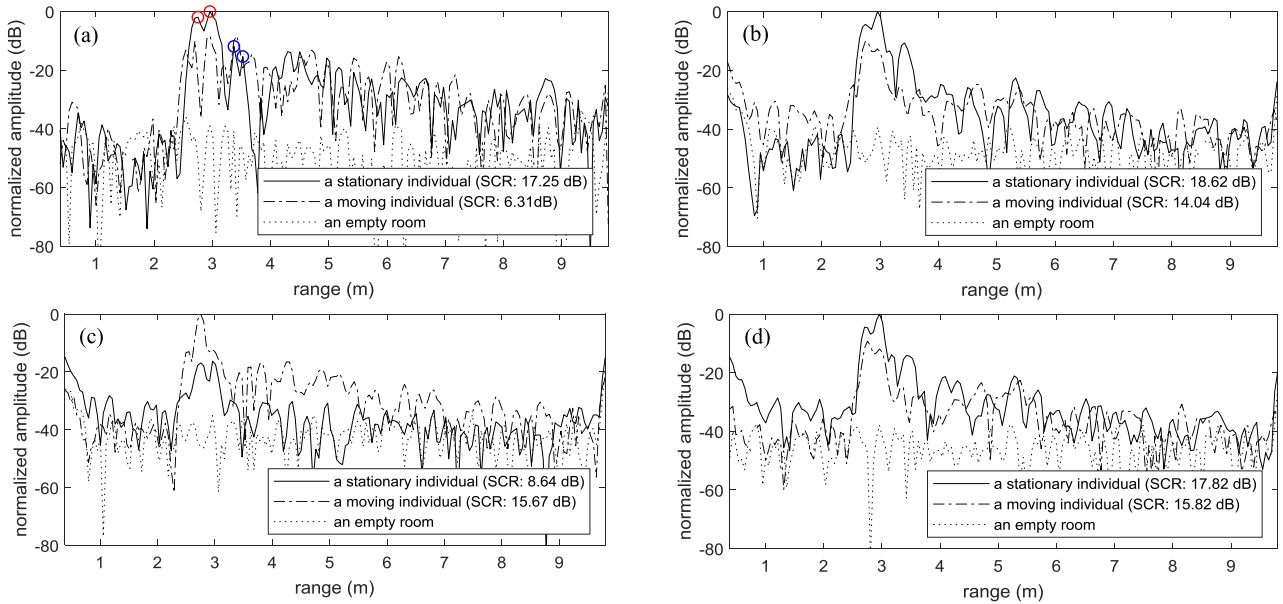 (a)
normalized amplitude (dB)
0
-20
-40
-60
-80
a stationary individual (SCR: 17.25 dB)
a moving individual (SCR: 6.31dB)
an empty room
1 2 3 4 5 6 7 8 9
range (m)
(b)
normalized amplitude (dB)
0
-20
-40
-60
-80
a stationary individual (SCR: 18.62 dB)
a moving individual (SCR: 14.04 dB)
an empty room
1 2 3 4 5 6 7 8 9
range (m)
(c)
normalized amplitude (dB)
0
-20
-40
-60
-80
a stationary individual (SCR: 8.64 dB)
a moving individual (SCR: 15.67 dB)
an empty room
1 2 3 4 5 6 7 8 9
range (m)
(d)
normalized amplitude (dB)
0
-20
-40
-60
-80
a stationary individual (SCR: 17.82 dB)
a moving individual (SCR: 15.82 dB)
an empty room
1 2 3 4 5 6 7 8 9
range (m)